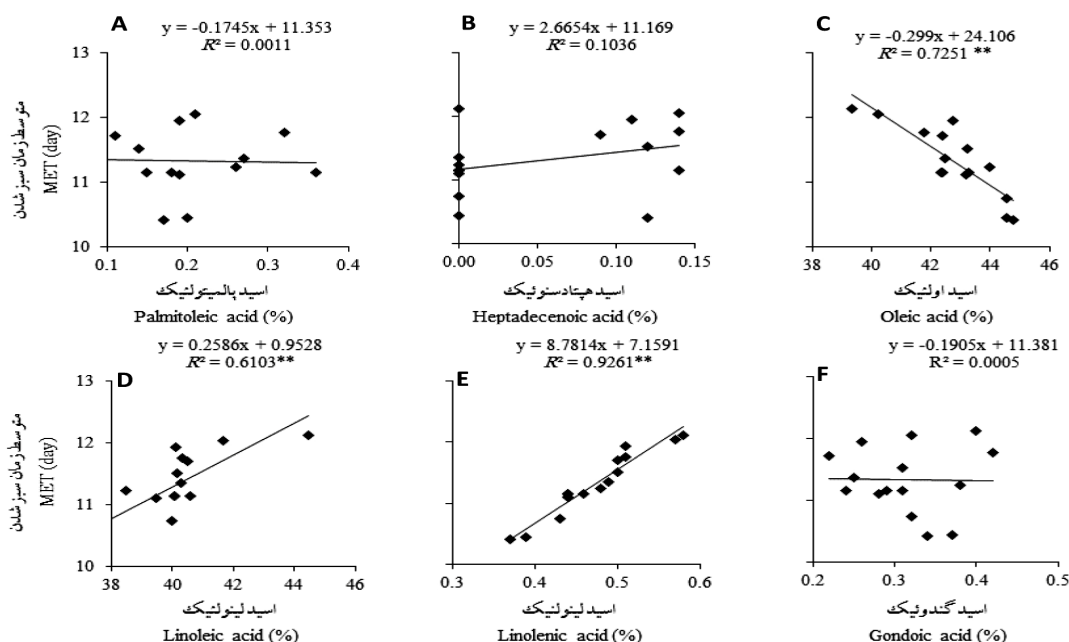 A
y = -0.1745x + 11.353
R² = 0.0011
متوسط زمان سبز شدن
MET (day)
13
12
11
10
0.1 0.2 0.3 0.4
اسید پالمیتولئیک
Palmitoleic acid (%)
B
y = 2.6654x + 11.169
R² = 0.1036
0.00 0.05 0.10 0.15
اسید هپتادسنوئیک
Heptadecenoic acid (%)
C
y = -0.299x + 24.106
R² = 0.7251 **
13
12
11
10
38 40 42 44 46
اسید اولئیک
Oleic acid (%)
D
y = 0.2586x + 0.9528
R² = 0.6103**
متوسط زمان سبز شدن
MET (day)
13
12
11
10
38 40 42 44 46
اسید لینولئیک
Linoleic acid (%)
E
y = 8.7814x + 7.1591
R² = 0.9261**
0.3 0.4 0.5 0.6
اسید لینولنیک
Linolenic acid (%)
F
y = -0.1905x + 11.381
R² = 0.0005
0.2 0.3 0.4 0.5
اسید گندوئیک
Gondoic acid (%)